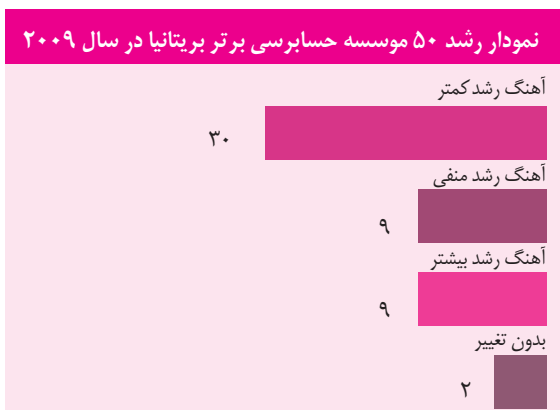 نمودار رشد ۵۰ موسسه حسابرسی برتر بریتانیا در سال ۲۰۰۹
آهنگ رشد کمتر
۳۰
آهنگ رشد منفی
۹
آهنگ رشد بیشتر
۹
بدون تغییر
۲